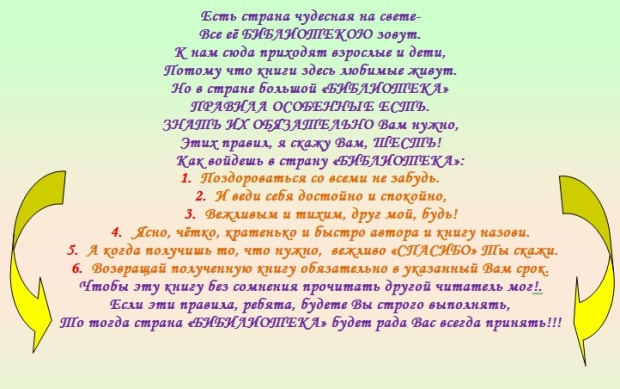 Есть страна чудесная на свете-
Все её БИБЛИОТЕКОЮ зовут.
К нам сюда приходят взрослые и дети,
Потому что книги здесь любимые живут.
Но в стране большой «БИБЛИОТЕКА»
ПРАВИЛА ОСОБЕННЫЕ ЕСТЬ.
ЗНАТЬ ИХ ОБЯЗАТЕЛЬНО Вам нужно,
Этих правил, я скажу Вам, ШЕСТЬ!
Как войдешь в страну «БИБЛИОТЕКА»:
1. Поздороваться со всеми не забудь.
2. И веди себя достойно и спокойно,
3. Вежливым и тихим, друг мой, будь!
4. Ясно, чётко, кратенько и быстро автора и книгу назови.
5. А когда получишь то, что нужно, вежливо «СПАСИБО» Ты скажи.
6. Возвращай полученную книгу обязательно в указанный Вам срок.
Чтобы эту книгу без сомнения прочитать другой читатель мог!.
Если эти правила, ребята, будете Вы строго выполнять,
То тогда страна «БИБИЛИОТЕКА» будет рада Вас всегда принять!!!